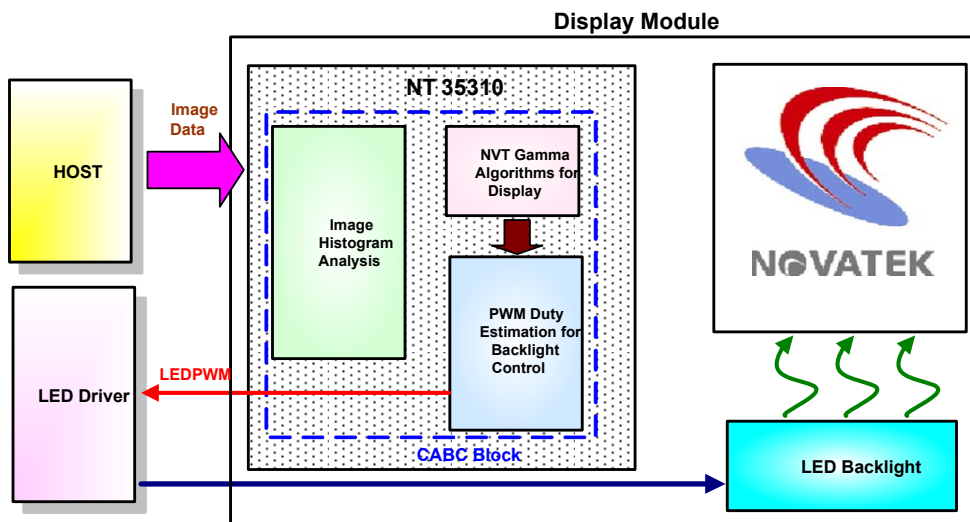 Display Module
NT 35310
Image
Data
HOST
NVT Gamma
Algorithms for
Display
Image
Histogram
Analysis
PWM Duty
Estimation for
Backlight
Control
NOVATEK
LEDPWM
LED Driver
CABC Block
LED Backlight